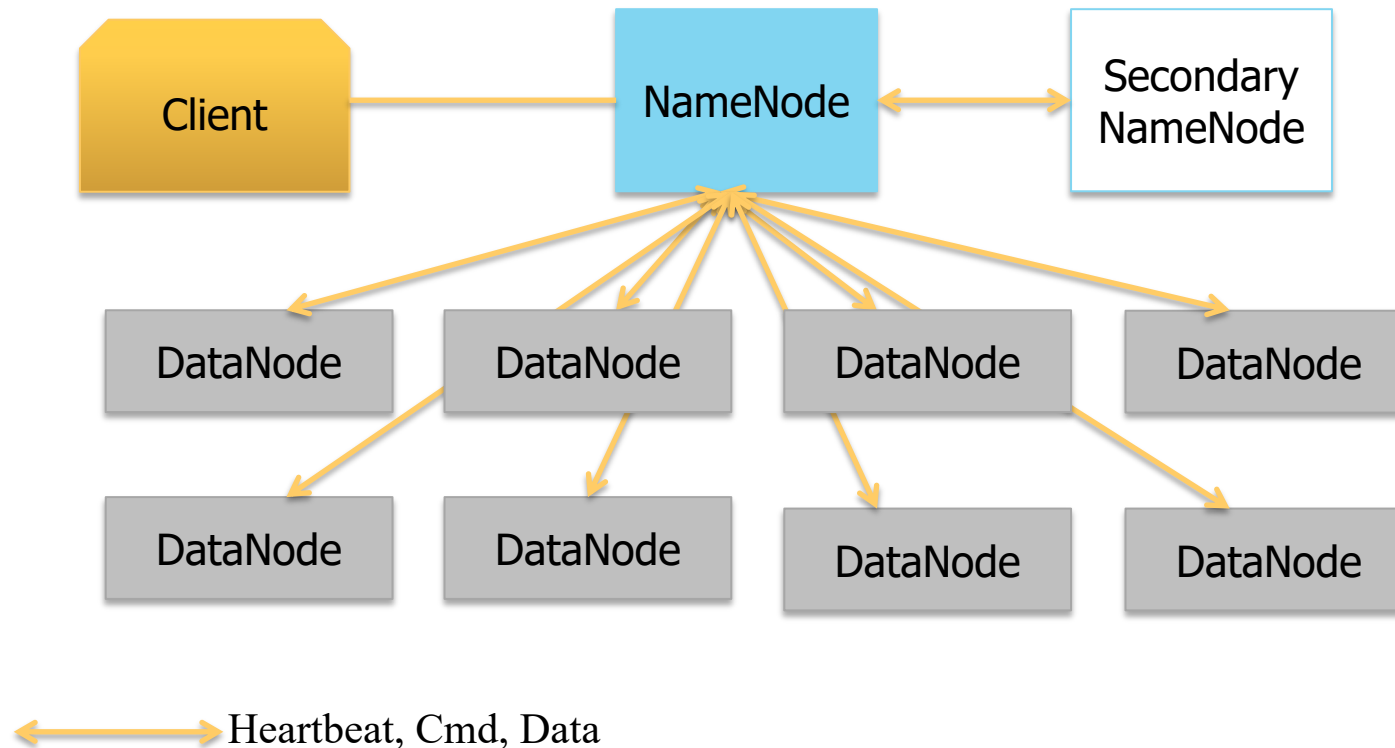 Client
NameNode
Secondary
NameNode
DataNode
DataNode
DataNode
DataNode
DataNode
DataNode
DataNode
DataNode
Heartbeat, Cmd, Data